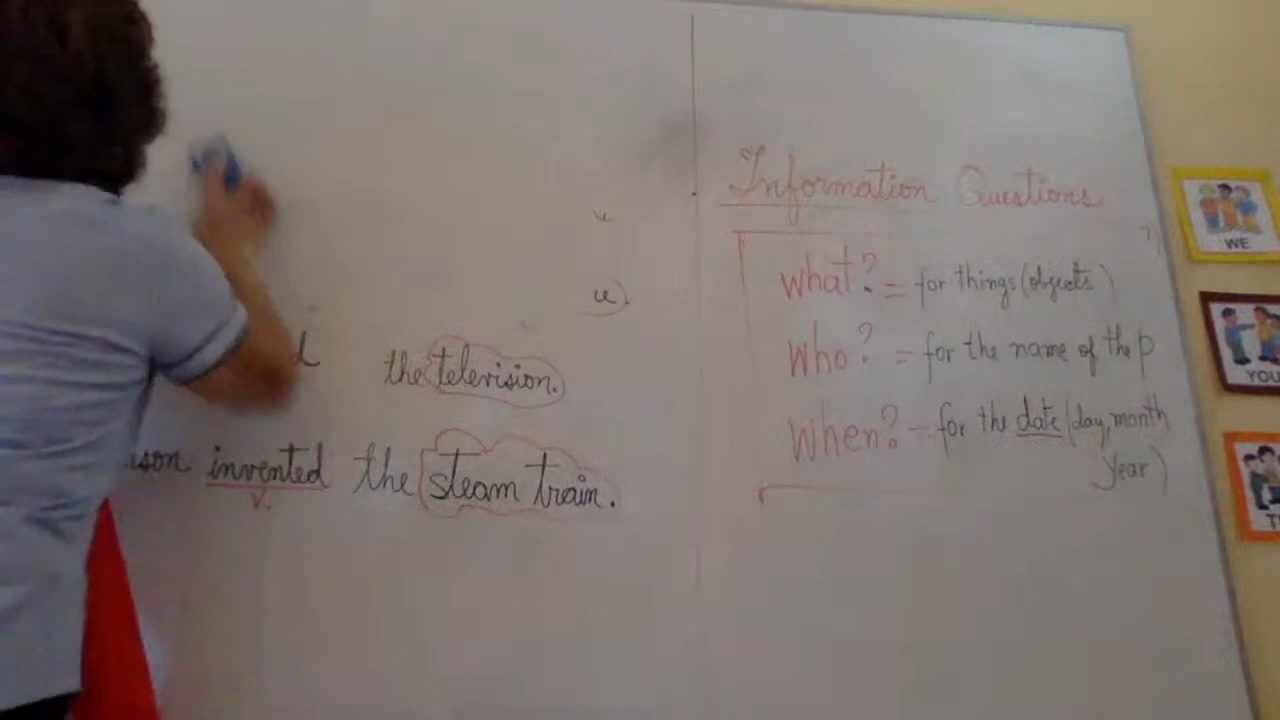 the television.
invented the steam train.
v.
Information Questions
what? = for things (objects)
who? = for the name of the p
when? = for the date (day, month
year)
WE
YOU